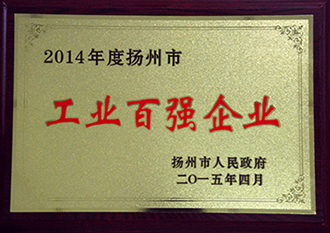 2014年度扬州市
工业百强企业
扬州市人民政府
二〇一五年四月